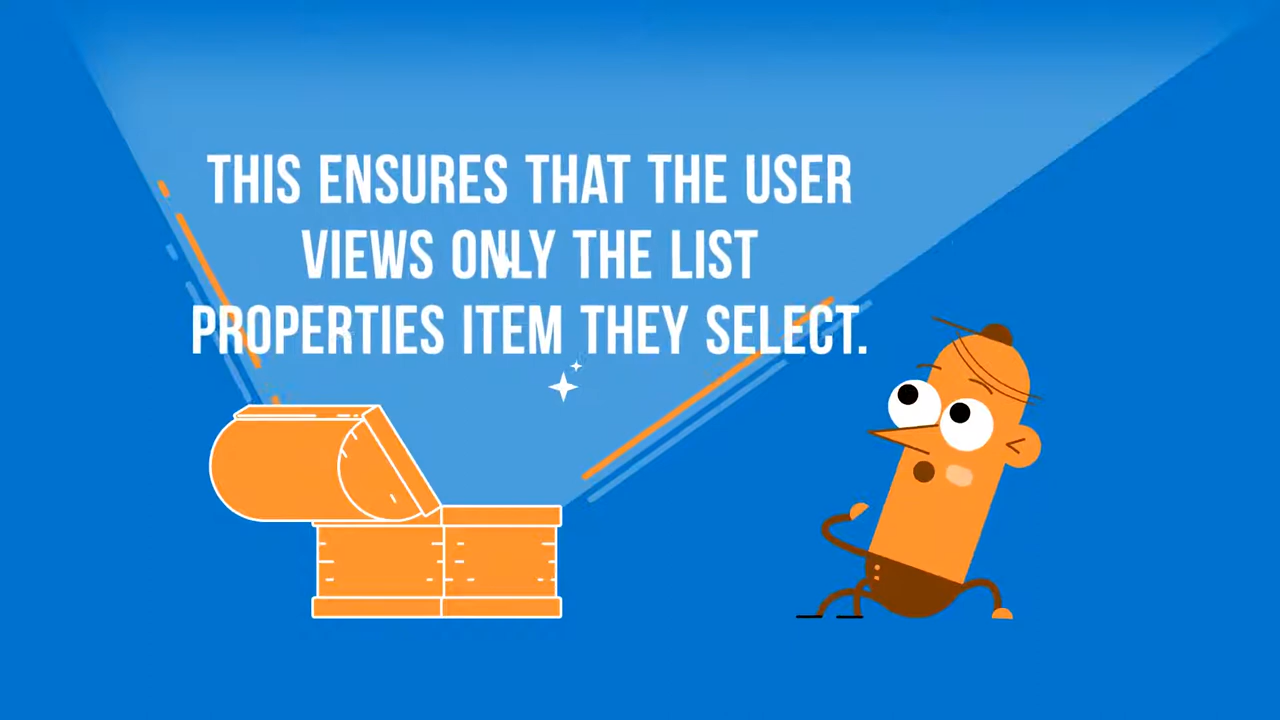 THIS ENSURES THAT THE USER
VIEWS ONLY THE LIST
PROPERTIES ITEM THEY SELECT.